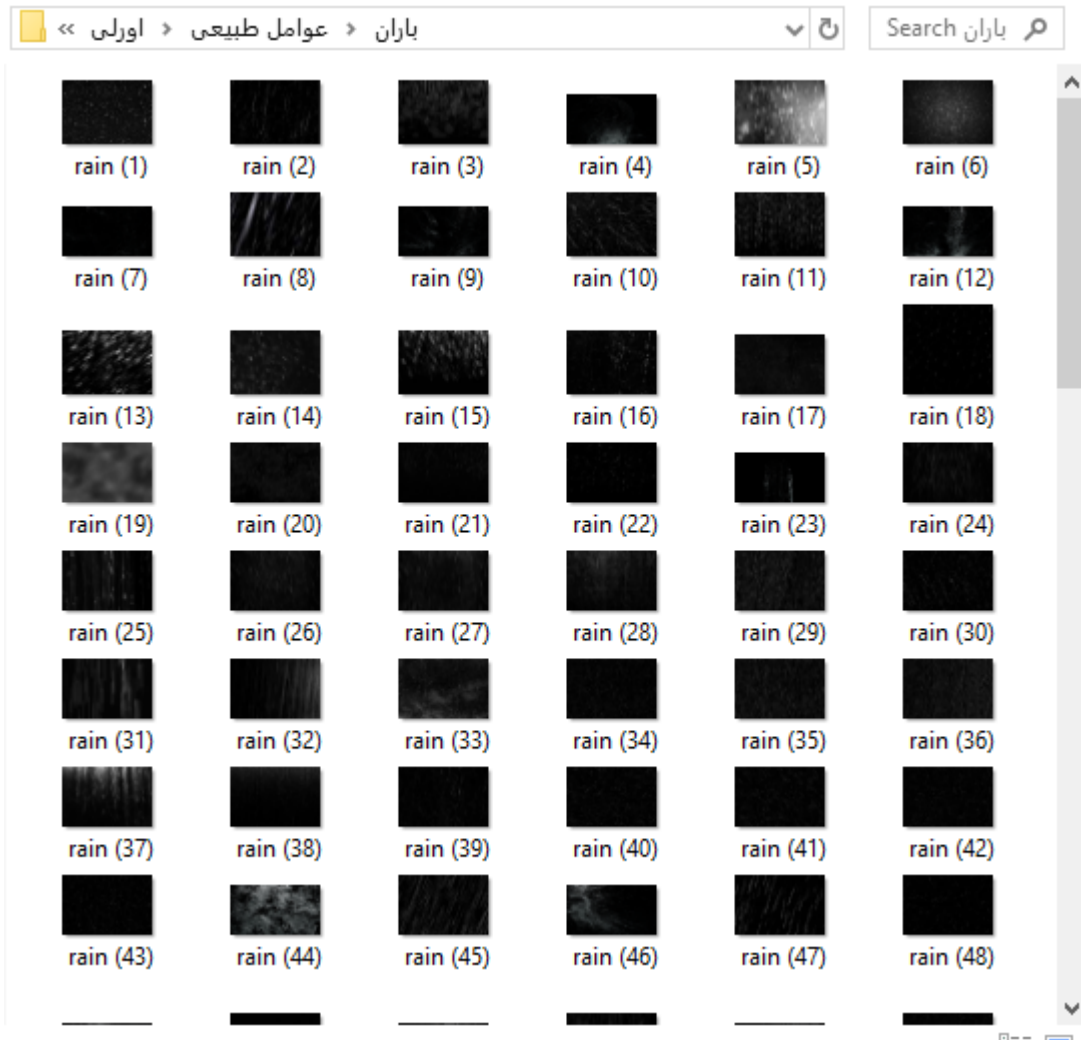 باران › عوامل طبیعی › اورلی »
Search باران
rain (1) rain (2) rain (3) rain (4) rain (5) rain (6)
rain (7) rain (8) rain (9) rain (10) rain (11) rain (12)
rain (13) rain (14) rain (15) rain (16) rain (17) rain (18)
rain (19) rain (20) rain (21) rain (22) rain (23) rain (24)
rain (25) rain (26) rain (27) rain (28) rain (29) rain (30)
rain (31) rain (32) rain (33) rain (34) rain (35) rain (36)
rain (37) rain (38) rain (39) rain (40) rain (41) rain (42)
rain (43) rain (44) rain (45) rain (46) rain (47) rain (48)